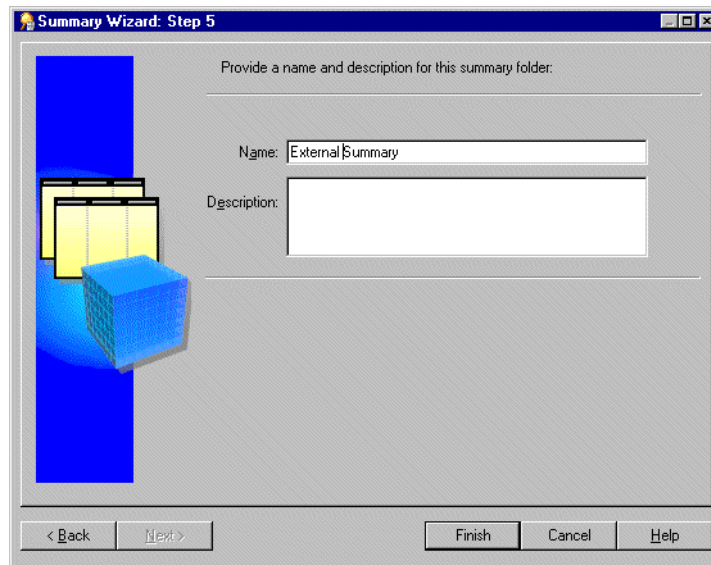 Summary Wizard: Step 5
Provide a name and description for this summary folder:
Name: External Summary
Description:
< Back Next > Finish Cancel Help